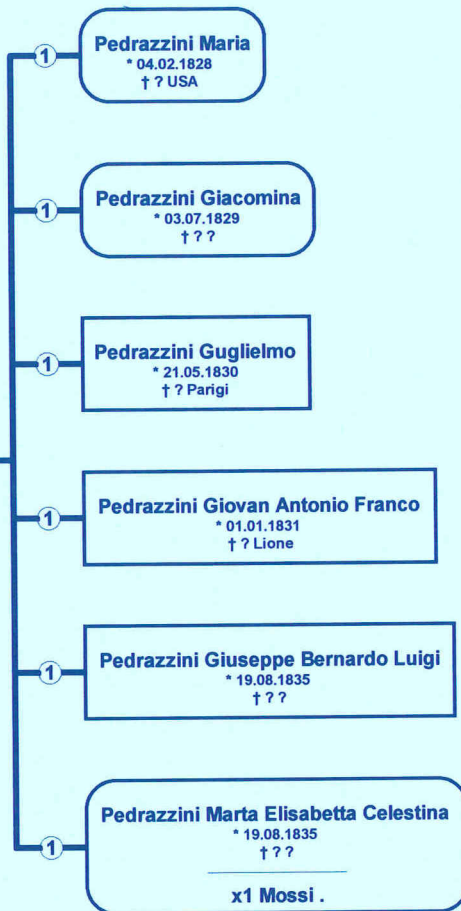 1
Pedrazzini Maria
* 04.02.1828
† ? USA
1
Pedrazzini Giacomina
* 03.07.1829
† ? ?
1
Pedrazzini Guglielmo
* 21.05.1830
† ? Parigi
1
Pedrazzini Giovan Antonio Franco
* 01.01.1831
† ? Lione
1
Pedrazzini Giuseppe Bernardo Luigi
* 19.08.1835
† ? ?
1
Pedrazzini Marta Elisabetta Celestina
* 19.08.1835
† ? ?
x1 Mossi .